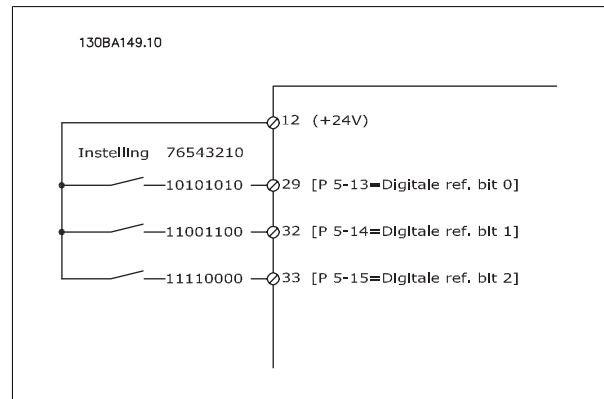 130BA149.10
12 (+24V)
Instelling 76543210
10101010 29 [P 5-13=Digitale ref. bit 0]
11001100 32 [P 5-14=Digitale ref. bit 1]
11110000 33 [P 5-15=Digitale ref. bit 2]